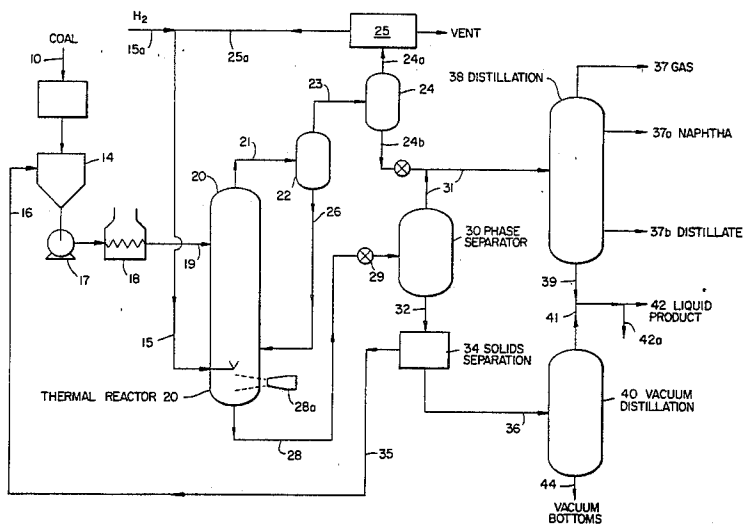 H2
15a
25a
25
VENT
COAL
10
24a
23
24
38 DISTILLATION
37 GAS
24b
37a NAPHTHA
14
21
20
22
31
16
26
30 PHASE
SEPARATOR
37b DISTILLATE
17
18
19
29
32
39
42 LIQUID
PRODUCT
41
42a
15
34 SOLIDS
SEPARATION
THERMAL REACTOR 20
28a
40 VACUUM
DISTILLATION
28
35
36
44
VACUUM
BOTTOMS